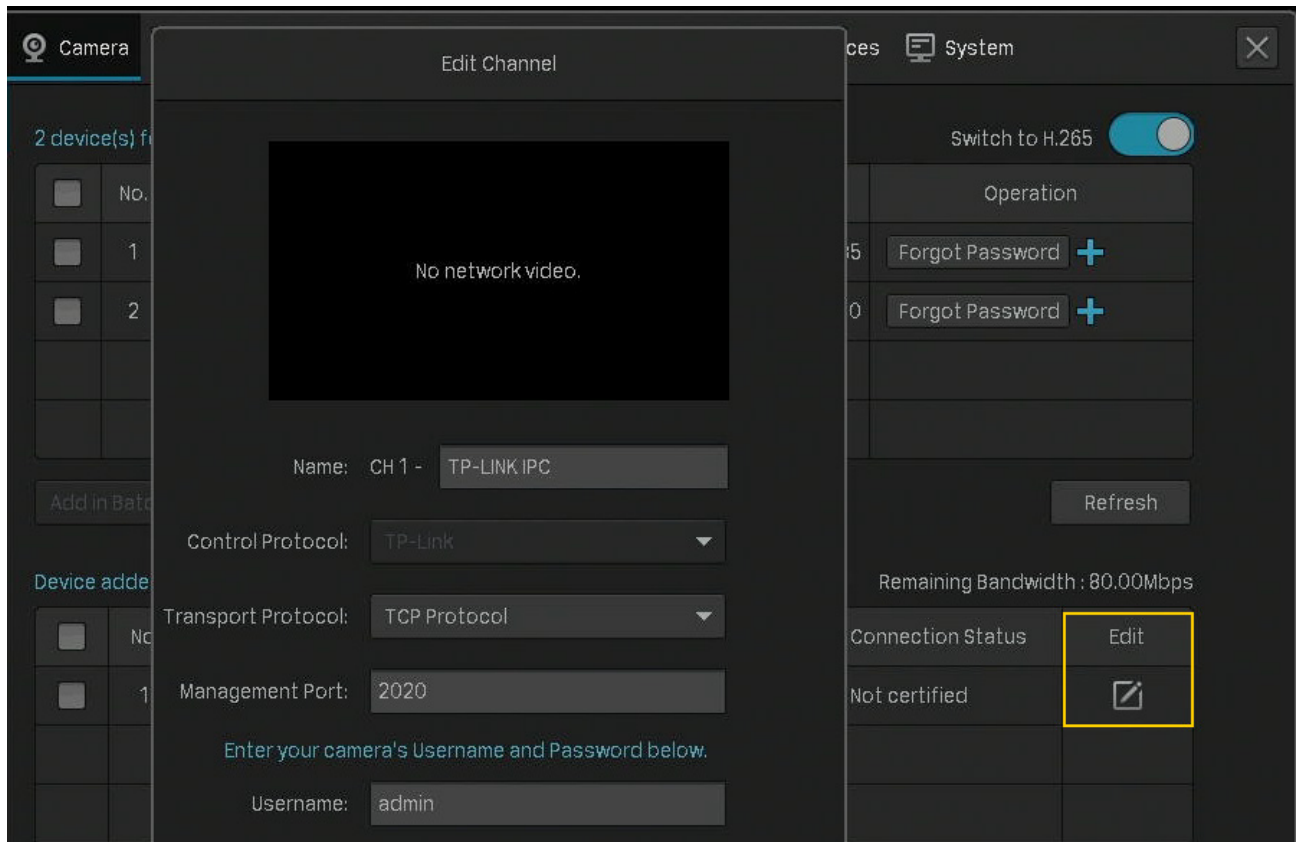 Camera
Edit Channel
ces
System
2 device(s) f
Switch to H.265
No.
Operation
1
5
Forgot Password
No network video.
2
0
Forgot Password
Name: CH 1 - TP-LINK IPC
Add in Batc
Refresh
Control Protocol: TP-Link
Device adde
Remaining Bandwidth : 80.00Mbps
Transport Protocol: TCP Protocol
No
Connection Status
Edit
1
Management Port: 2020
Not certified
Enter your camera's Username and Password below.
Username: admin